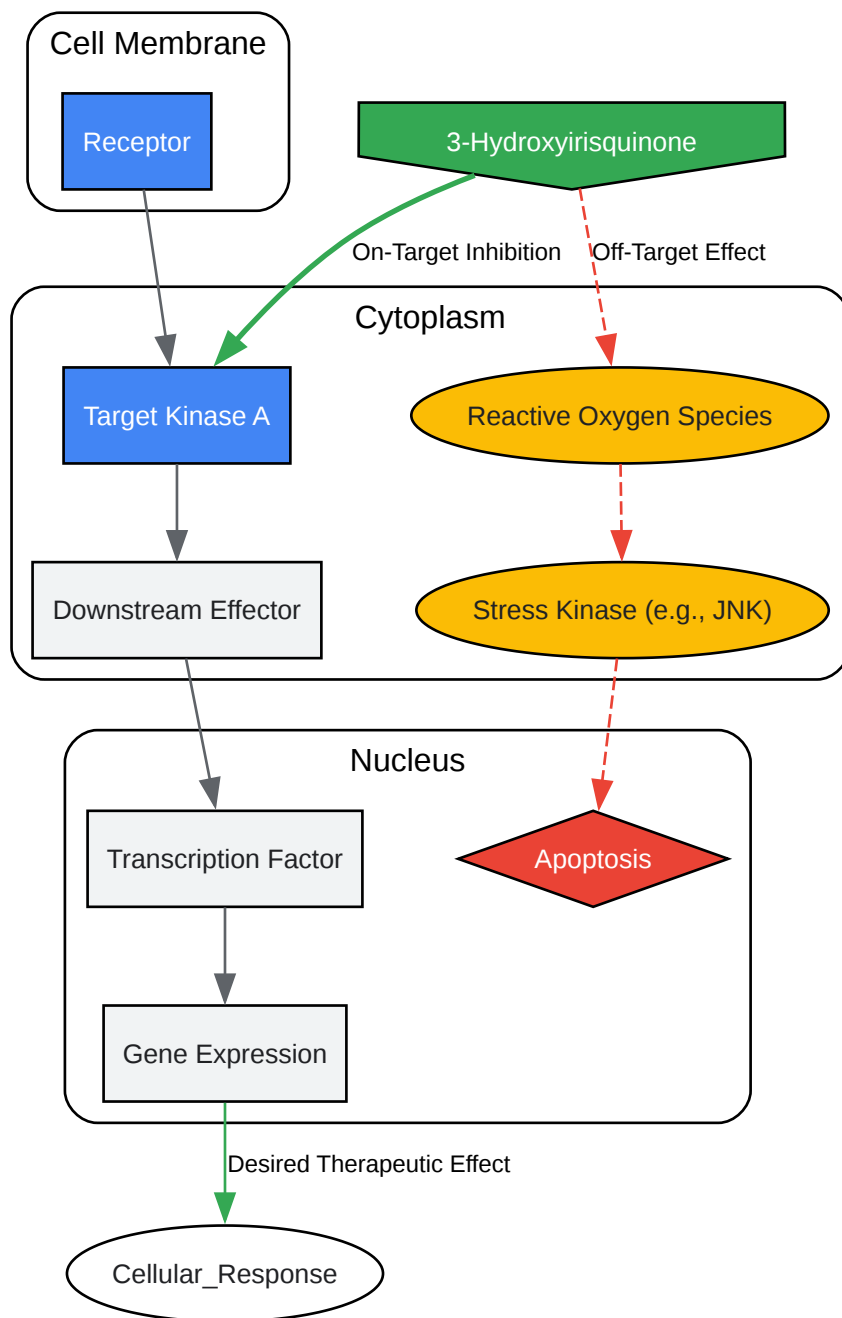 Cell Membrane
Receptor
3-Hydroxyirisquinone
On-Target Inhibition
Off-Target Effect
Cytoplasm
Target Kinase A
Reactive Oxygen Species
Downstream Effector
Stress Kinase (e.g., JNK)
Nucleus
Transcription Factor
Apoptosis
Gene Expression
Desired Therapeutic Effect
Cellular_Response